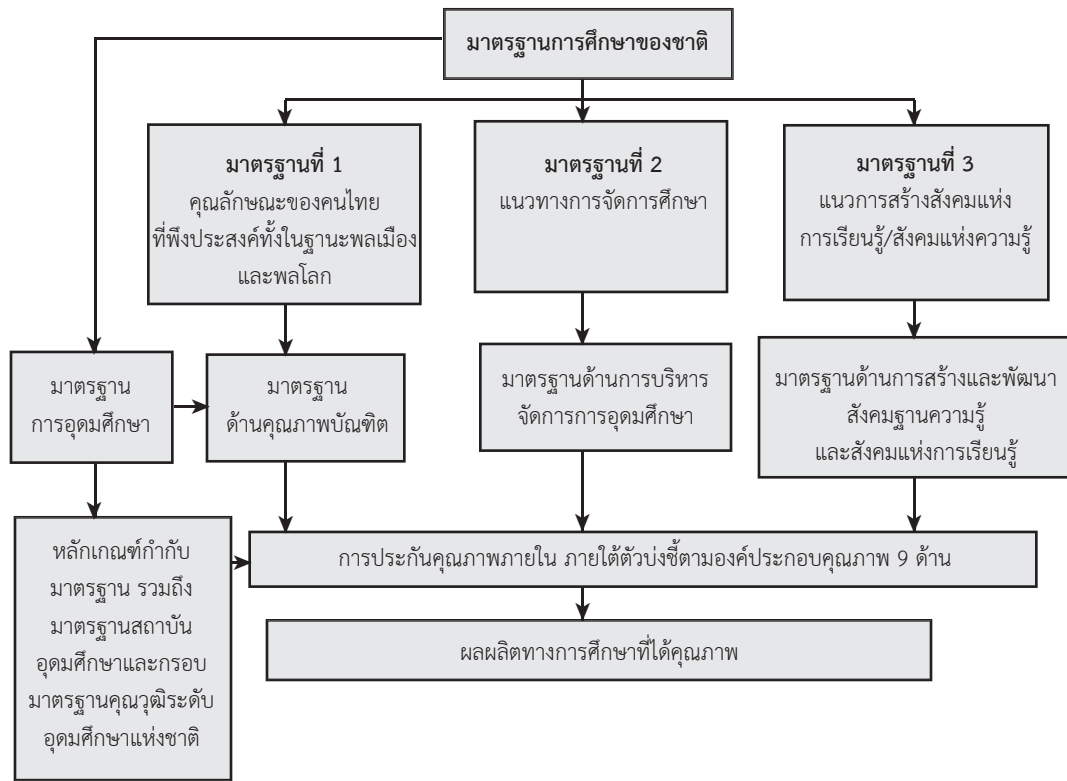 มาตรฐานการศึกษาของชาติ
มาตรฐานที่ 1
คุณลักษณะของคนไทย
ที่พึงประสงค์ทั้งในฐานะพลเมือง
และพลโลก
มาตรฐานที่ 2
แนวทางการจัดการศึกษา
มาตรฐานที่ 3
แนวการสร้างสังคมแห่ง
การเรียนรู้/สังคมแห่งความรู้
มาตรฐาน
การอุดมศึกษา
มาตรฐาน
ด้านคุณภาพบัณฑิต
มาตรฐานด้านการบริหาร
จัดการการอุดมศึกษา
มาตรฐานด้านการสร้างและพัฒนา
สังคมฐานความรู้
และสังคมแห่งการเรียนรู้
หลักเกณฑ์กำกับ
มาตรฐาน รวมถึง
มาตรฐานสถาบัน
อุดมศึกษาและกรอบ
มาตรฐานคุณวุฒิระดับ
อุดมศึกษาแห่งชาติ
การประกันคุณภาพภายใน ภายใต้ตัวบ่งชี้ตามองค์ประกอบคุณภาพ 9 ด้าน
ผลผลิตทางการศึกษาที่ได้คุณภาพ